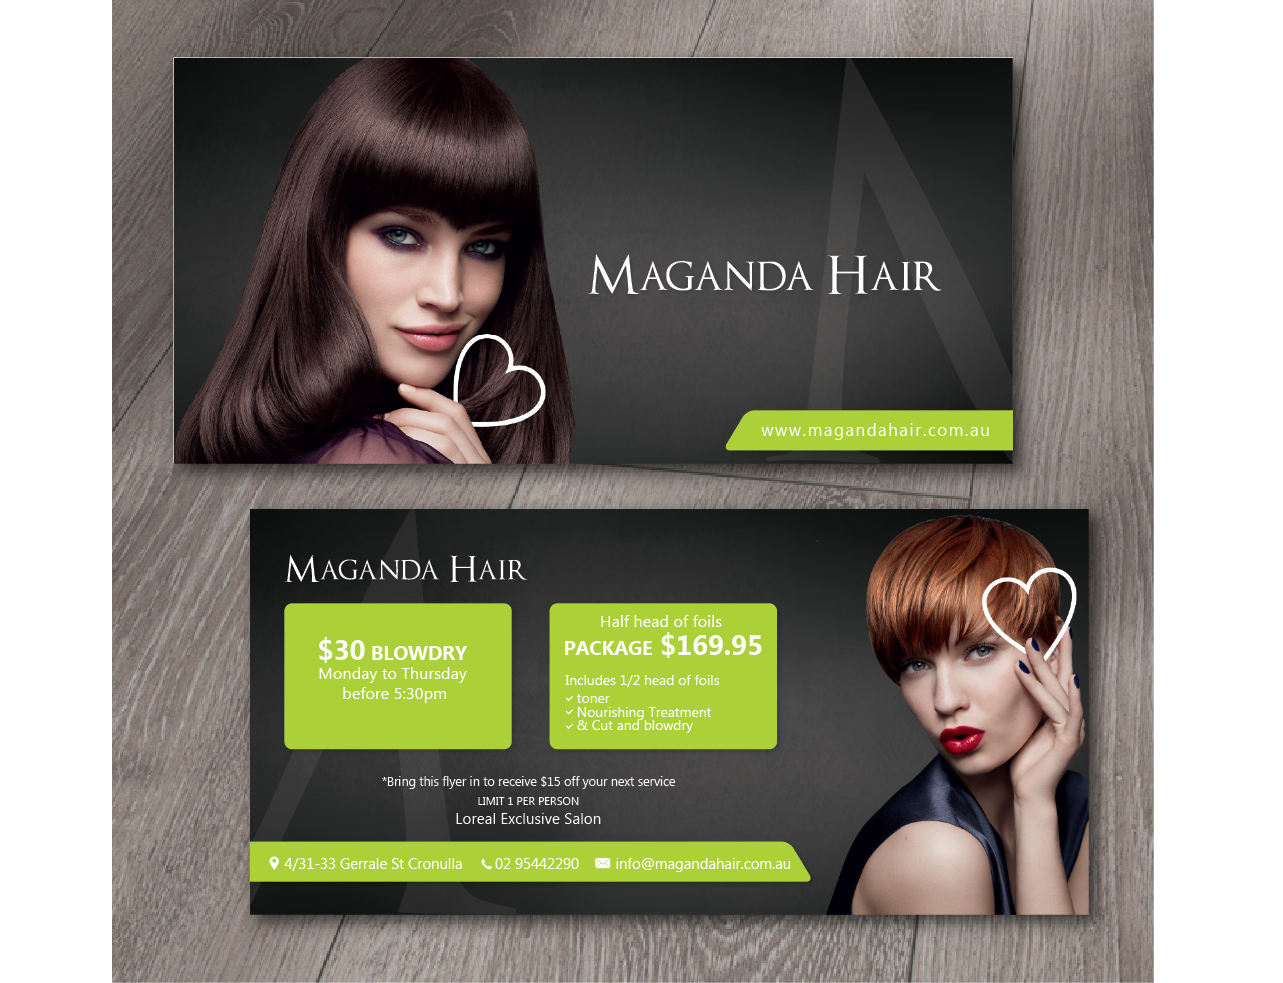 MAGANDA HAIR
www.magandahair.com.au
MAGANDA HAIR
$30 BLOWDRY
Monday to Thursday
before 5:30pm
Half head of foils
PACKAGE $169.95
Includes 1/2 head of foils
toner
Nourishing Treatment
& Cut and blowdry
*Bring this flyer in to receive $15 off your next service
LIMIT 1 PER PERSON
Loreal Exclusive Salon
4/31-33 Gerrale St Cronulla 02 95442290 info@magandahair.com.au